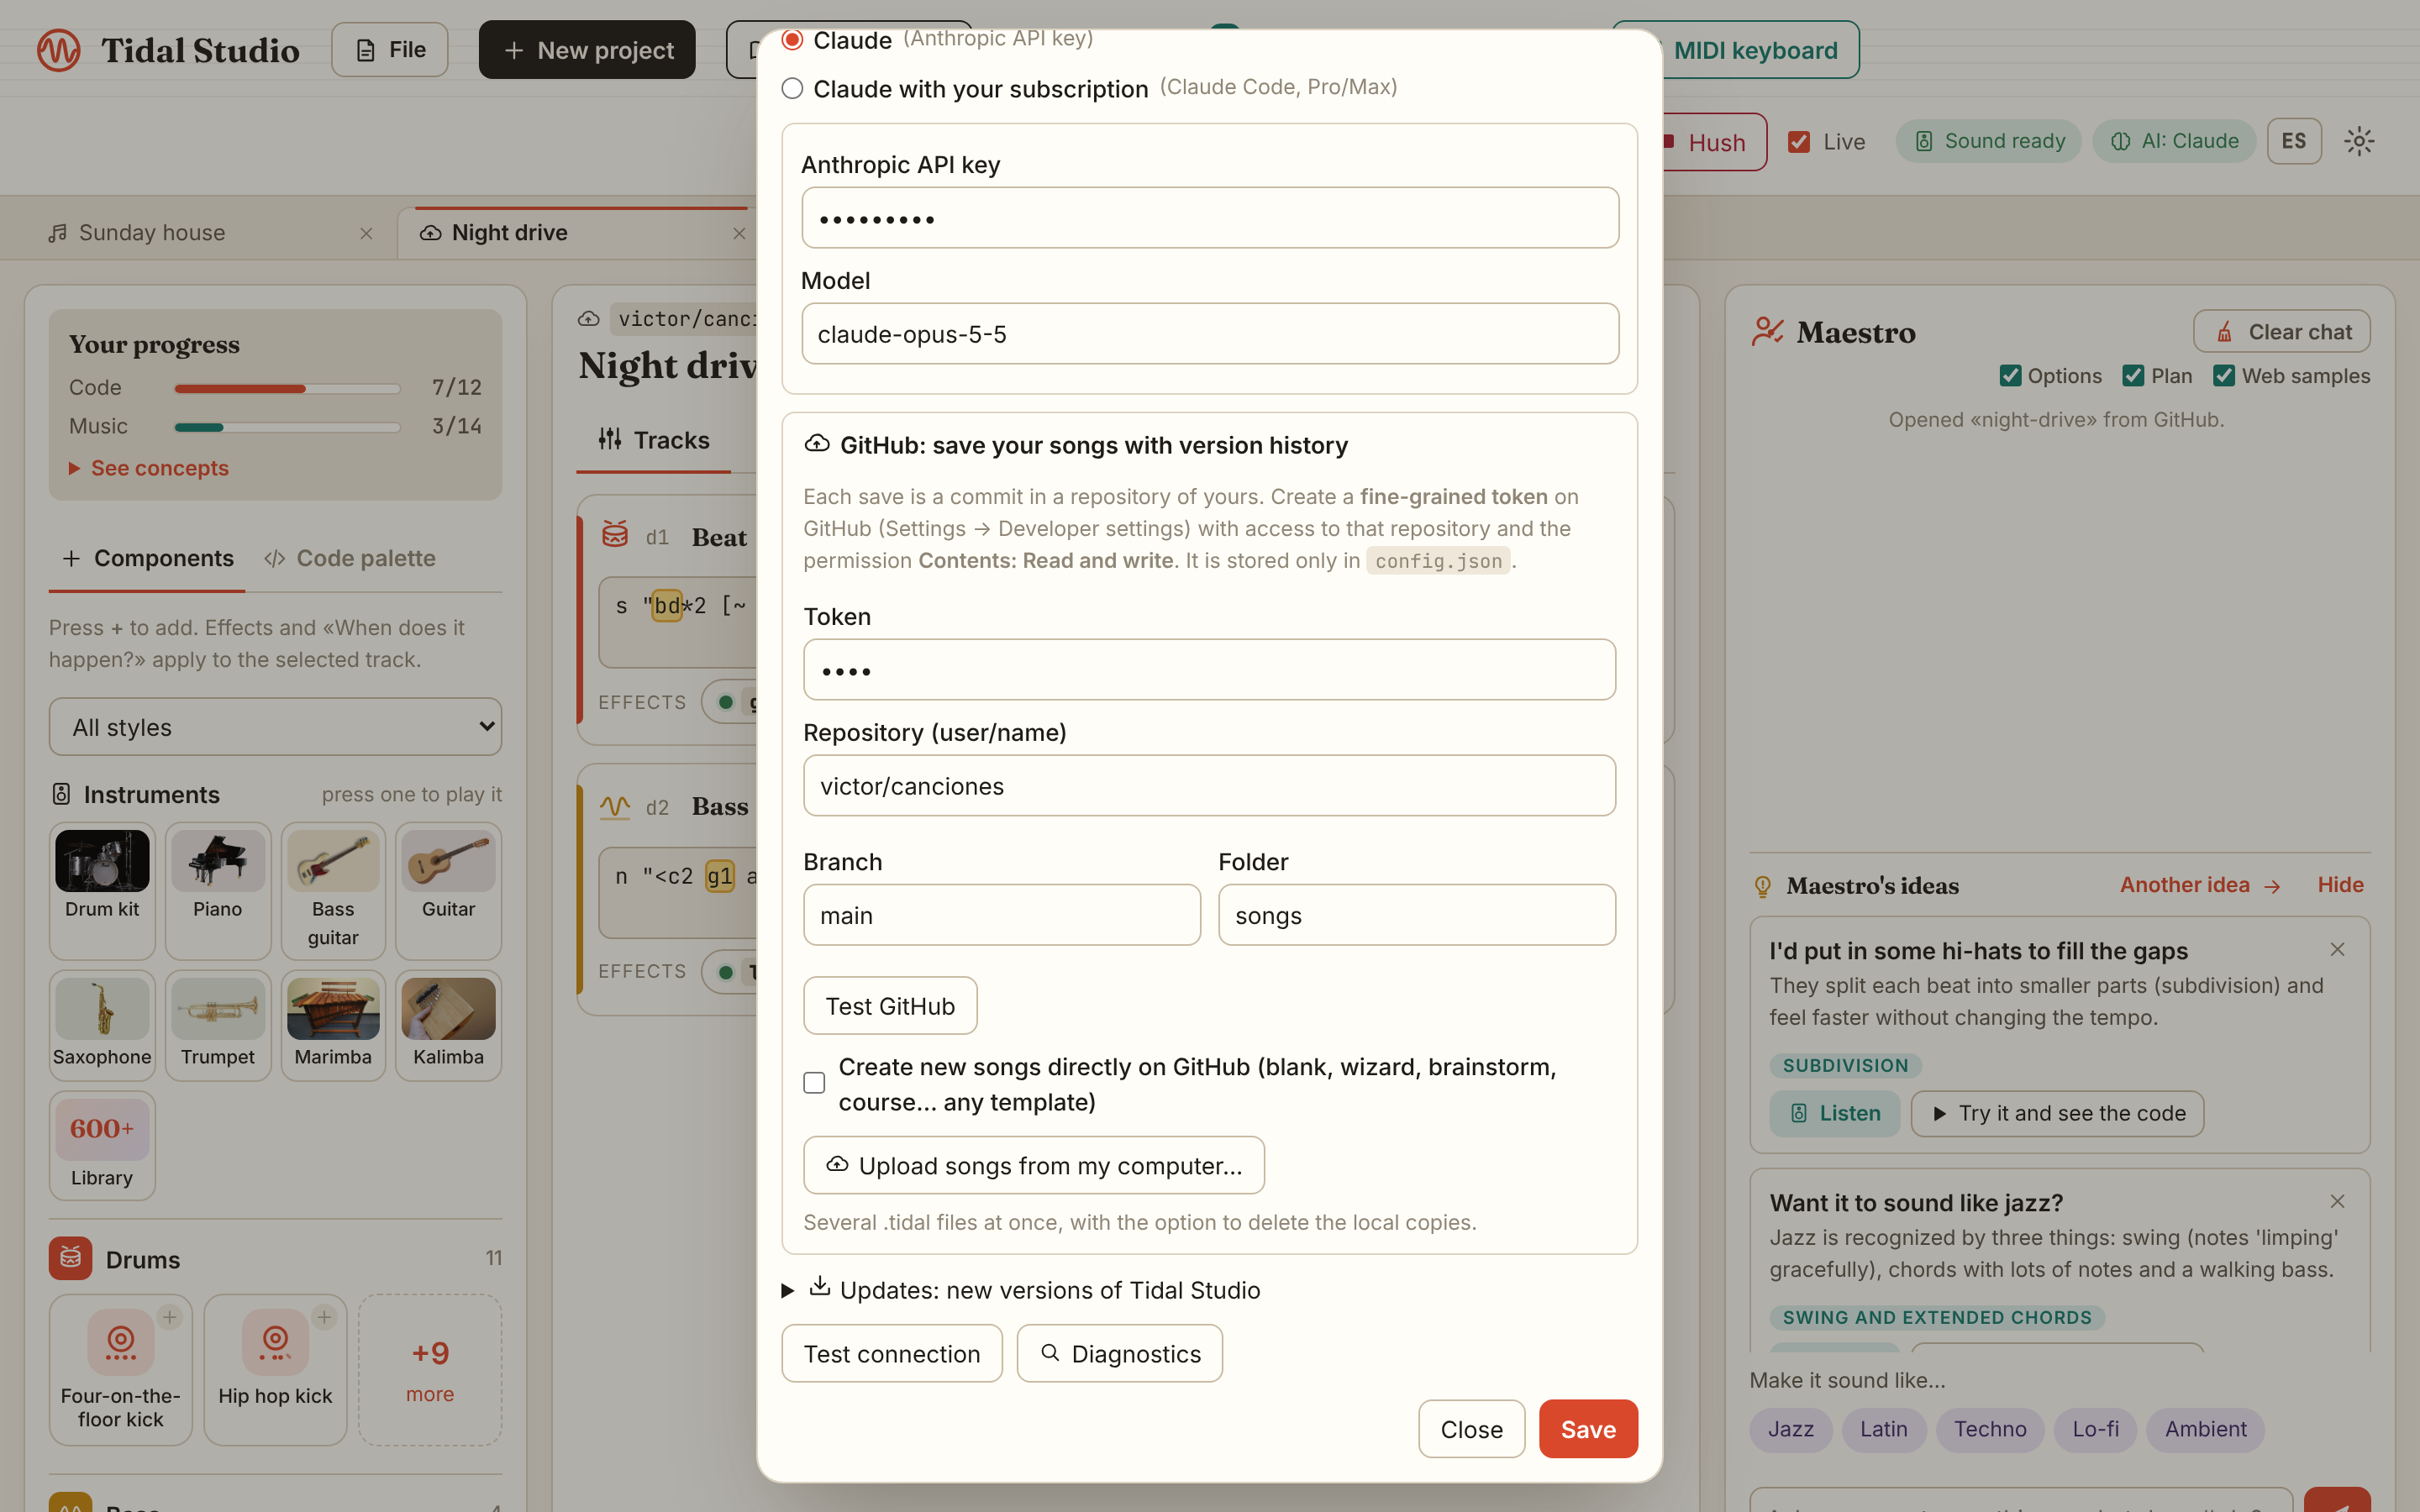 Tidal Studio
File
New project
MIDI keyboard
Hush
Live
Sound ready
AI: Claude
ES
Sunday house
Night drive
Your progress
Code 7/12
Music 3/14
See concepts
Components
Code palette
Press + to add. Effects and «When does it
happen?» apply to the selected track.
All styles
Instruments
press one to play it
Drum kit
Piano
Bass
guitar
Guitar
Saxophone
Trumpet
Marimba
Kalimba
600+
Library
Drums 11
Four-on-the-
floor kick
Hip hop kick
+9
more
Tracks
d1 Beat
s "bd*2 [~
EFFECTS
d2 Bass
n "<c2 g1
EFFECTS
Claude (Anthropic API key)
Claude with your subscription (Claude Code, Pro/Max)
Anthropic API key
•••••••••
Model
claude-opus-5-5
GitHub: save your songs with version history
Each save is a commit in a repository of yours. Create a fine-grained token on
GitHub (Settings → Developer settings) with access to that repository and the
permission Contents: Read and write. It is stored only in config.json.
Token
••••
Repository (user/name)
victor/canciones
Branch
main
Folder
songs
Test GitHub
Create new songs directly on GitHub (blank, wizard, brainstorm,
course... any template)
Upload songs from my computer...
Several .tidal files at once, with the option to delete the local copies.
Updates: new versions of Tidal Studio
Test connection
Diagnostics
Close
Save
Maestro
Clear chat
Options
Plan
Web samples
Opened «night-drive» from GitHub.
Maestro's ideas
Another idea →
Hide
I'd put in some hi-hats to fill the gaps
They split each beat into smaller parts (subdivision) and
feel faster without changing the tempo.
SUBDIVISION
Listen
Try it and see the code
Want it to sound like jazz?
Jazz is recognized by three things: swing (notes 'limping'
gracefully), chords with lots of notes and a walking bass.
SWING AND EXTENDED CHORDS
Make it sound like...
Jazz
Latin
Techno
Lo-fi
Ambient